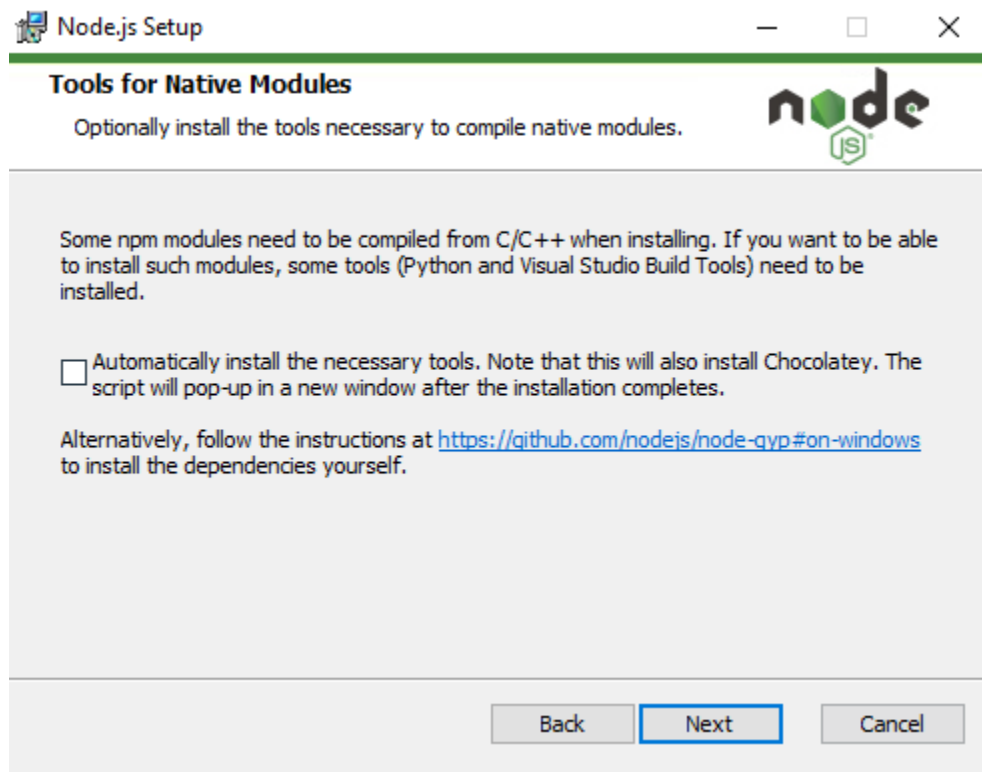 Node.js Setup
Tools for Native Modules
Optionally install the tools necessary to compile native modules.
node
JS
Some npm modules need to be compiled from C/C++ when installing. If you want to be able
to install such modules, some tools (Python and Visual Studio Build Tools) need to be
installed.
Automatically install the necessary tools. Note that this will also install Chocolatey. The
script will pop-up in a new window after the installation completes.
Alternatively, follow the instructions at https://github.com/nodejs/node-gyp#on-windows
to install the dependencies yourself.
Back Next Cancel